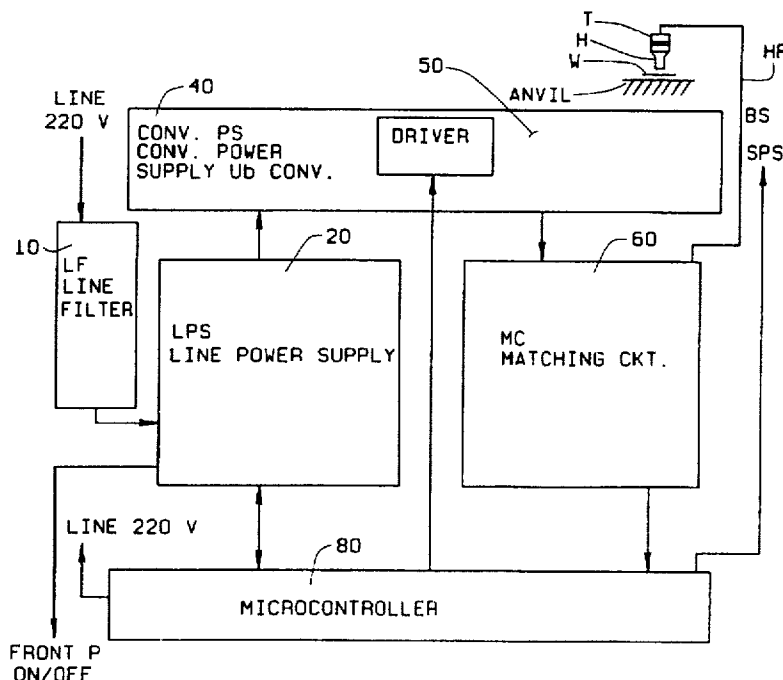 T
H
W
ANVIL
HF
BS
SPS
50
LINE
220 V
40
CONV. PS
CONV. POWER
SUPPLY Ub CONV.
DRIVER
10
LF
LINE
FILTER
20
LPS
LINE POWER SUPPLY
60
MC
MATCHING CKT.
LINE 220 V
80
MICROCONTROLLER
FRONT P
ON/OFF